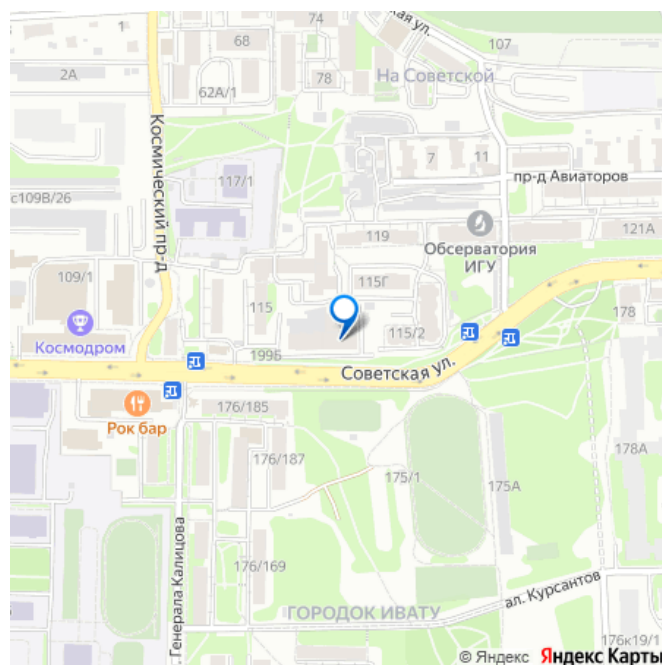 74
ская ул.
1
68
107
2А
78
На Советской
62А/1
Космический пр-д
7
11
117/1
пр-д Авиаторов
с109В/26
119
Обсерватория
ИГУ
121А
109/1
115Г
115
178
Космодром
115/2
199Б
Советская ул.
176/185
Рок бар
176/187
175/1
178А
175А
. Генерала Калицова
176/169
ал. Курсантов
ГОРОДОК ИВАТУ
176к19/1
© Яндекс Яндекс Карты